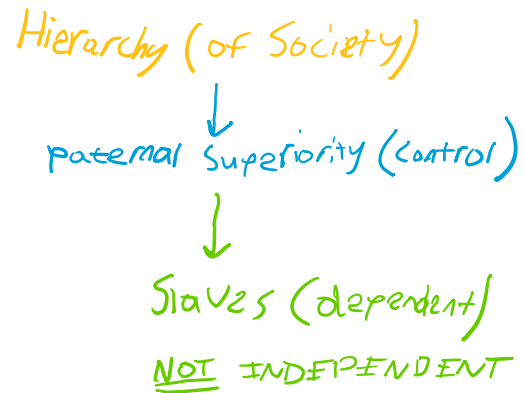 Hierarchy (of Society)
paternal superiority (control)
Slaves (dependent)
NOT INDEPENDENT